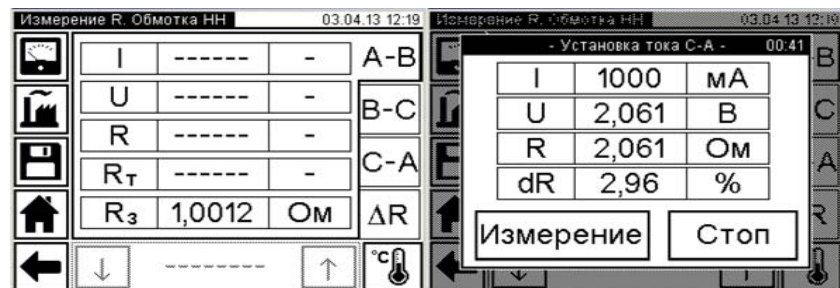 Измерение R. Обмотка НН 03.04.13 12:19
I ------ - A-B
U ------ - B-C
R ------ -
Rт ------ - C-A
Rз 1,0012 Ом ΔR
↓ -------- ↑ °C
Измерение R. Обмотка НН 03.04.13 12:19
- Установка тока C-A - 00:41
I 1000 мА
U 2,061 В
R 2,061 Ом
dR 2,96 %
Измерение Стоп
B
C
A
R